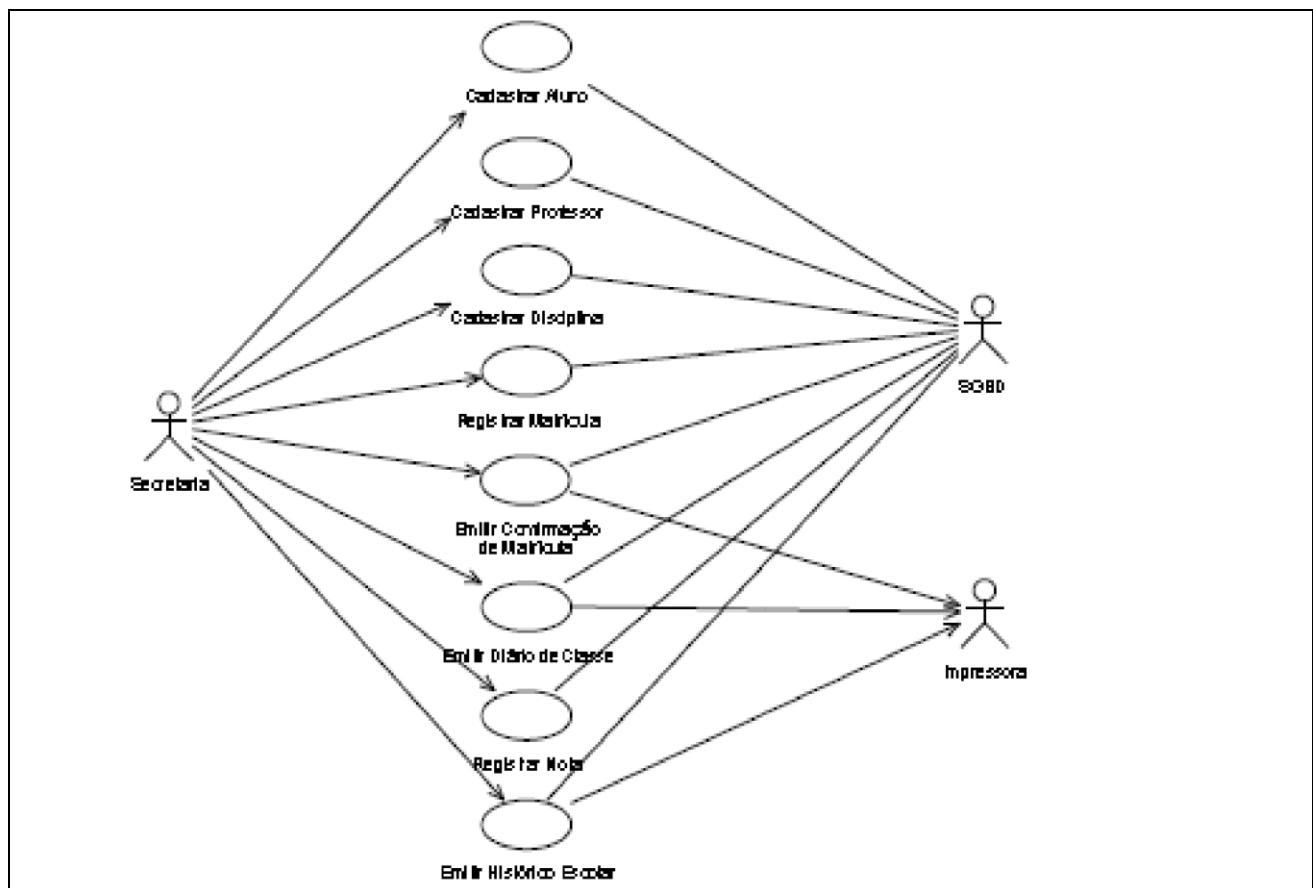 Cadastrar Aluno
Cadastrar Professor
Cadastrar Disciplina
SGBD
Registrar Matrícula
Secretaria
Emitir Confirmação
de Matrícula
Emitir Diário de Classe
Impressora
Registrar Nota
Emitir Histórico Escolar